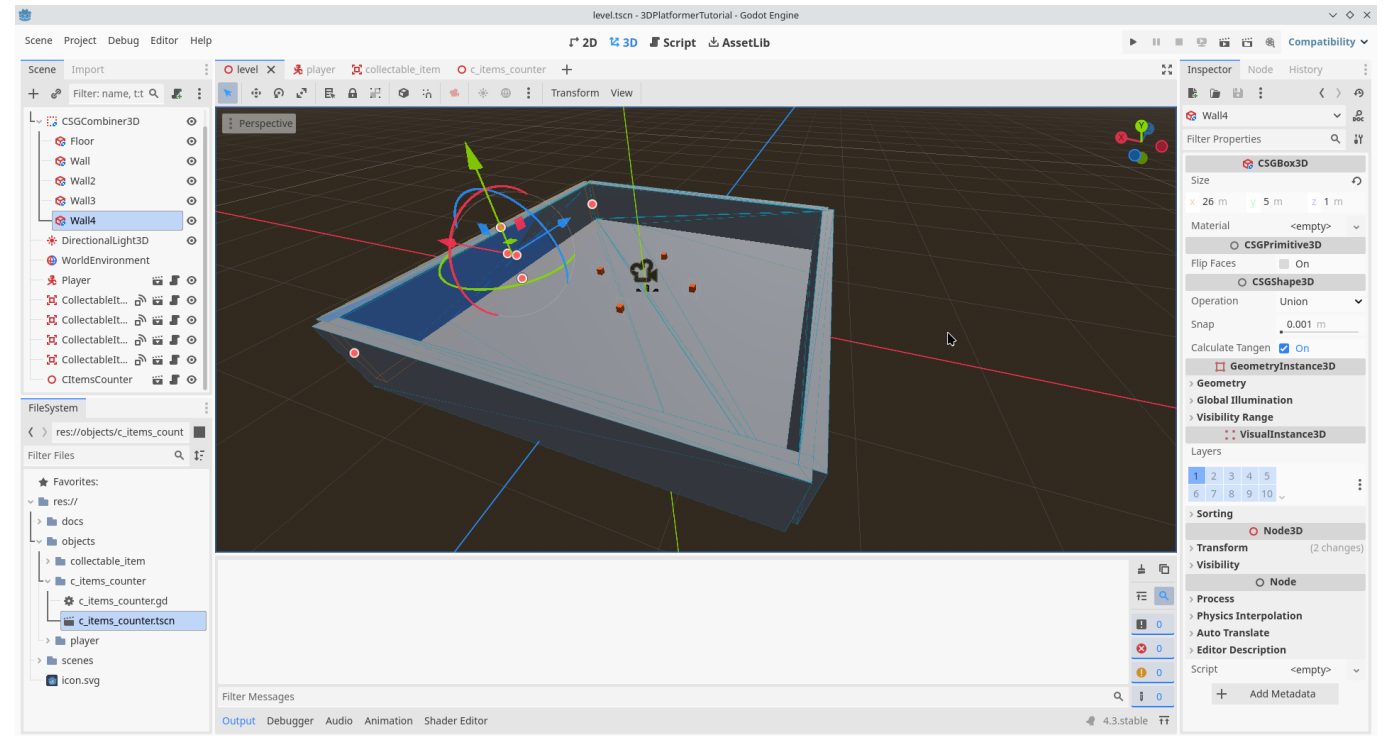 level.tscn - 3DPlatformerTutorial - Godot Engine
Scene Project Debug Editor Help
2D 3D Script AssetLib
Compatibility
Scene Import
Filter: name, t:t
CSGCombiner3D
Floor
Wall
Wall2
Wall3
Wall4
DirectionalLight3D
WorldEnvironment
Player
CollectableIt...
CollectableIt...
CollectableIt...
CollectableIt...
CItemsCounter
FileSystem
res://objects/c_items_count
Filter Files
Favorites:
res://
docs
objects
collectable_item
c_items_counter
c_items_counter.gd
c_items_counter.tscn
player
scenes
icon.svg
level player collectable_item c_items_counter
Transform View
Perspective
Y
X
0
0
0
0
Filter Messages
Output Debugger Audio Animation Shader Editor
4.3.stable
Inspector Node History
DOC
Wall4
Filter Properties
CSGBox3D
Size
x 26 m y 5 m z 1 m
Material <empty>
CSGPrimitive3D
Flip Faces On
CSGShape3D
Operation Union
Snap 0.001 m
Calculate Tangen On
GeometryInstance3D
Geometry
Global Illumination
Visibility Range
VisualInstance3D
Layers
1 2 3 4 5
6 7 8 9 10
Sorting
Node3D
Transform (2 changes)
Visibility
Node
Process
Physics Interpolation
Auto Translate
Editor Description
Script <empty>
Add Metadata